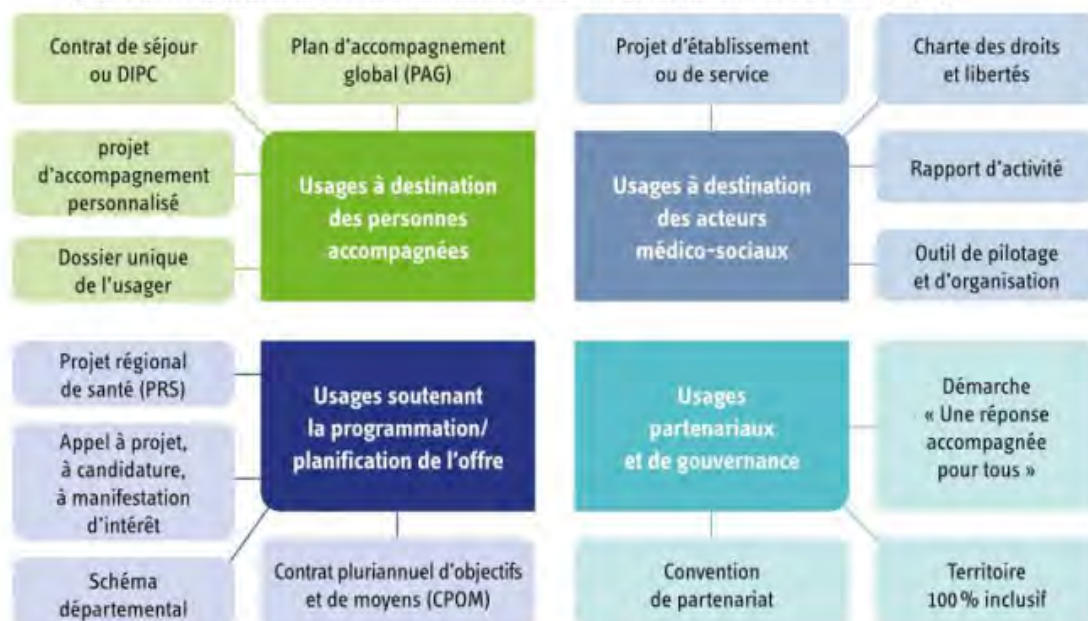 Contrat de séjour
ou DIPC
Plan d'accompagnement
global (PAG)
projet
d'accompagnement
personnalisé
Usages à destination
des personnes
accompagnées
Dossier unique
de l'usager
Projet d'établissement
ou de service
Charte des droits
et libertés
Usages à destination
des acteurs
médico-sociaux
Rapport d'activité
Outil de pilotage
et d'organisation
Projet régional
de santé (PRS)
Usages soutenant
la programmation/
planification de l'offre
Appel à projet,
à candidature,
à manifestation
d'intérêt
Schéma
départemental
Contrat pluriannuel d'objectifs
et de moyens (CPOM)
Usages
partenariaux
et de gouvernance
Démarche
« Une réponse
accompagnée
pour tous »
Convention
de partenariat
Territoire
100 % inclusif